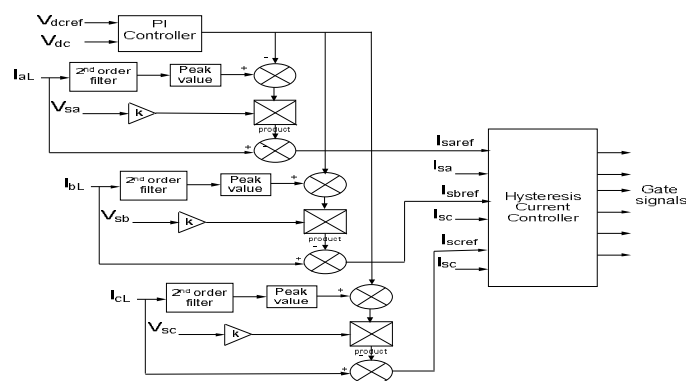 Vdcref
Vdc
PI
Controller
-
IaL
2nd order
filter
Peak
value
+
Vsa
k
product
+
-
Isaref
Isa
IbL
2nd order
filter
Peak
value
+
Vsb
k
product
-
+
Isbref
Isc
Iscref
Isc
Hysteresis
Current
Controller
Gate
signals
IcL
2nd order
filter
Peak
value
+
Vsc
k
product
-
+